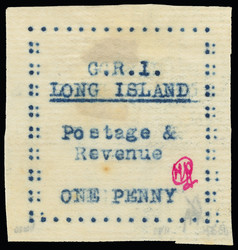 G.R.I.
LONG ISLAND
Postage &
Revenue
ONE PENNY